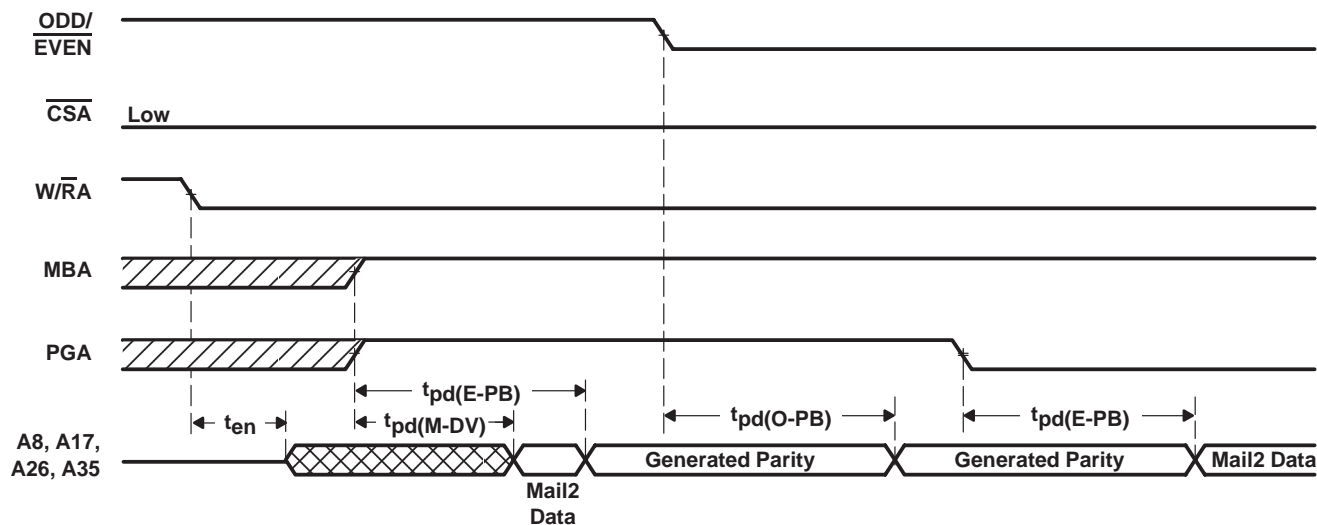 ODD/
EVEN
CSA
Low
W/RA
MBA
PGA
tpd(E-PB)
ten
tpd(M-DV)
tpd(O-PB)
tpd(E-PB)
A8, A17,
A26, A35
Generated Parity
Generated Parity
Mail2 Data
Mail2
Data